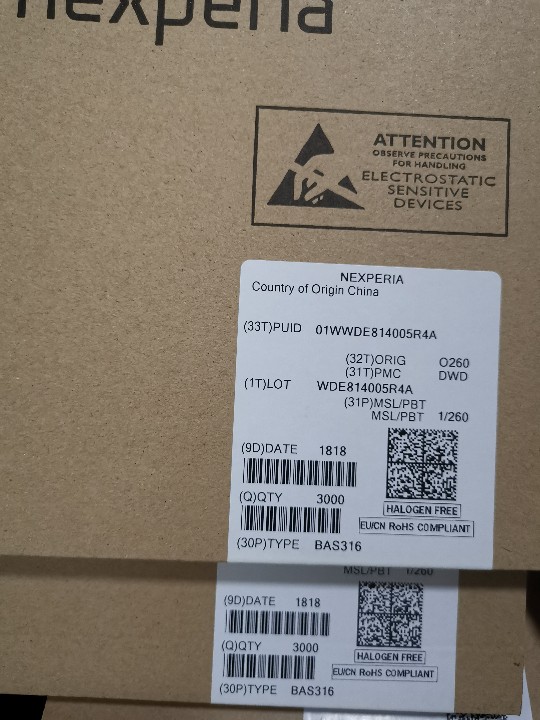 nexperia
ATTENTION
OBSERVE PRECAUTIONS
FOR HANDLING
ELECTROSTATIC
SENSITIVE
DEVICES
NEXPERIA
Country of Origin China
(33T)PUID 01WWDE814005R4A
(32T)ORIG O260
(31T)PMC DWD
(1T)LOT WDE814005R4A
(31P)MSL/PBT
MSL/PBT 1/260
(9D)DATE 1818
(Q)QTY 3000
HALOGEN FREE
EU/CN RoHS COMPLIANT
(30P)TYPE BAS316
MSL/PBT 1/260
(9D)DATE 1818
(Q)QTY 3000
HALOGEN FREE
EU/CN RoHS COMPLIANT
(30P)TYPE BAS316